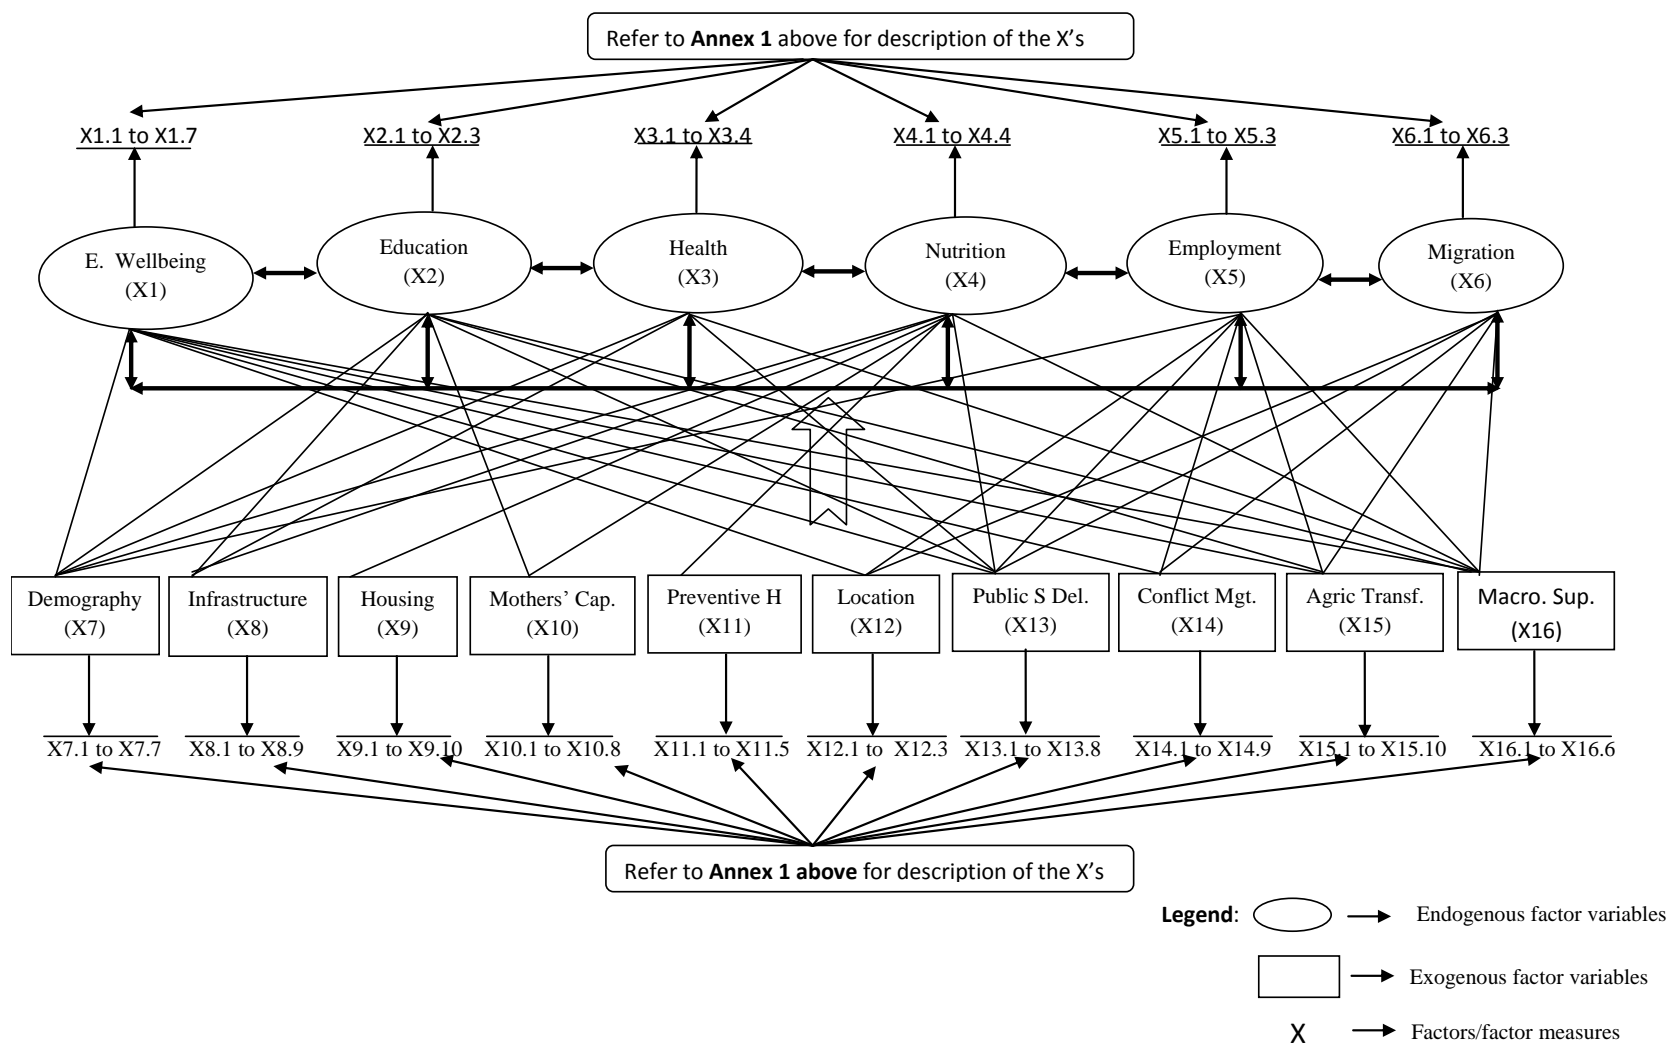 Refer to Annex 1 above for description of the X's
X1.1 to X1.7 X2.1 to X2.3 X3.1 to X3.4 X4.1 to X4.4 X5.1 to X5.3 X6.1 to X6.3
E. Wellbeing
(X1)
Education
(X2)
Health
(X3)
Nutrition
(X4)
Employment
(X5)
Migration
(X6)
Demography
(X7)
Infrastructure
(X8)
Housing
(X9)
Mothers' Cap.
(X10)
Preventive H
(X11)
Location
(X12)
Public S Del.
(X13)
Conflict Mgt.
(X14)
Agric Transf.
(X15)
Macro. Sup.
(X16)
X7.1 to X7.7 X8.1 to X8.9 X9.1 to X9.10 X10.1 to X10.8 X11.1 to X11.5 X12.1 to X12.3 X13.1 to X13.8 X14.1 to X14.9 X15.1 to X15.10 X16.1 to X16.6
Refer to Annex 1 above for description of the X's
Legend: Endogenous factor variables
Exogenous factor variables
X Factors/factor measures